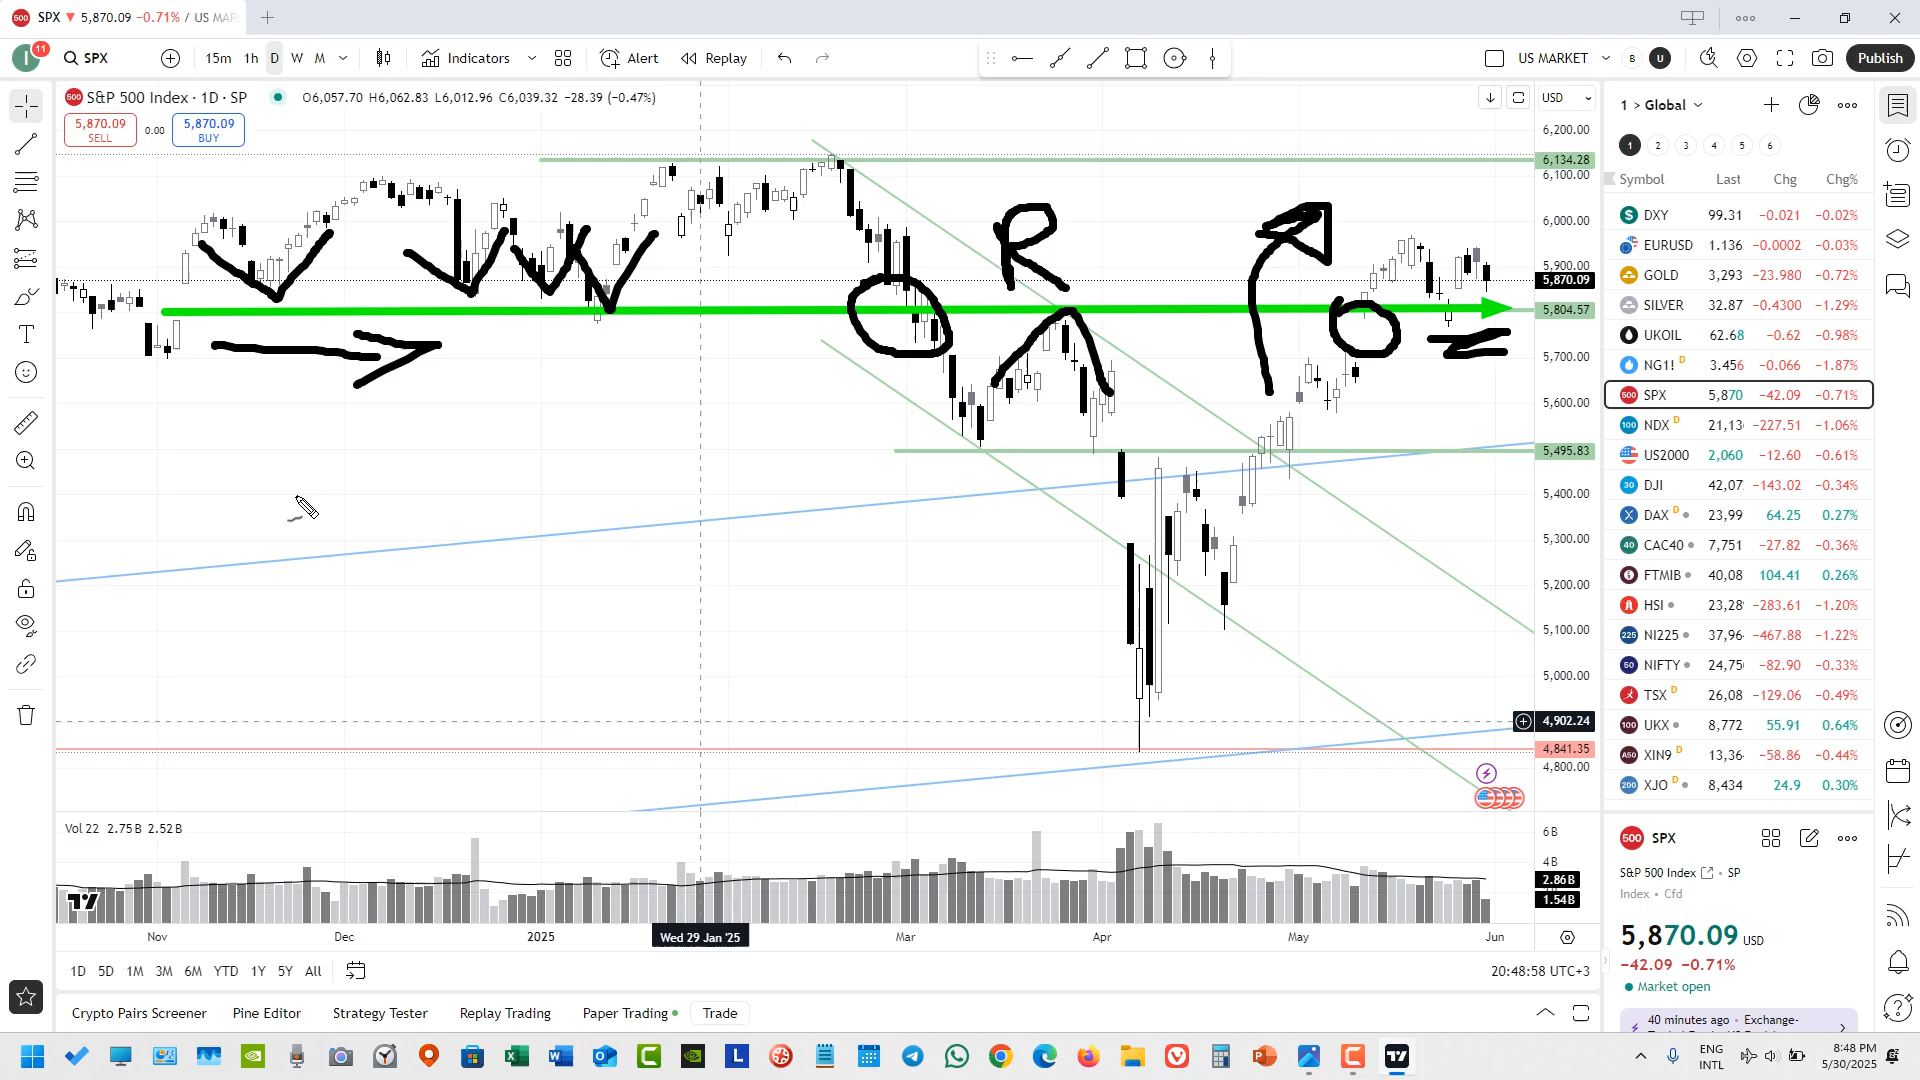 SPX ▼ 5,870.09 −0.71% / US MAR
11
SPX 15m 1h D W M Indicators Alert Replay US MARKET B U Publish
S&P 500 Index · 1D · SP O6,057.70 H6,062.83 L6,012.96 C6,039.32 −28.39 (−0.47%)
5,870.09 0.00 5,870.09
SELL BUY
R
USD
6,200.00
6,134.28
6,100.00
6,000.00
5,900.00
5,870.09
5,804.57
5,700.00
5,600.00
5,495.83
5,400.00
5,300.00
5,200.00
5,100.00
5,000.00
4,902.24
4,841.35
4,800.00
Vol 22 2.75B 2.52B
6B
4B
2.86B
1.54B
Nov Dec 2025 Wed 29 Jan '25 Mar Apr May Jun
1D 5D 1M 3M 6M YTD 1Y 5Y All 20:48:58 UTC+3
Crypto Pairs Screener Pine Editor Strategy Tester Replay Trading Paper Trading Trade
1 > Global
1 2 3 4 5 6
Symbol Last Chg Chg%
DXY 99.31 −0.021 −0.02%
EURUSD 1.136 −0.0002 −0.03%
GOLD 3,293 −23.980 −0.72%
SILVER 32.87 −0.4300 −1.29%
UKOIL 62.68 −0.62 −0.98%
NG1! D 3.456 −0.066 −1.87%
500 SPX 5,870 −42.09 −0.71%
100 NDX D 21,13 −227.51 −1.06%
US2000 2,060 −12.60 −0.61%
30 DJI 42,07 −143.02 −0.34%
DAX D 23,99 64.25 0.27%
40 CAC40 7,751 −27.82 −0.36%
FTMIB 40,08 104.41 0.26%
HSI 23,28 −283.61 −1.20%
225 NI225 37,96 −467.88 −1.22%
50 NIFTY 24,75 −82.90 −0.33%
TSX D 26,08 −129.06 −0.49%
100 UKX 8,772 55.91 0.64%
A50 XIN9 D 13,36 −58.86 −0.44%
200 XJO D 8,434 24.9 0.30%
500 SPX
S&P 500 Index · SP
Index · Cfd
5,870.09 USD
−42.09 −0.71%
Market open
40 minutes ago · Exchange-
ENG
INTL
8:48 PM
5/30/2025